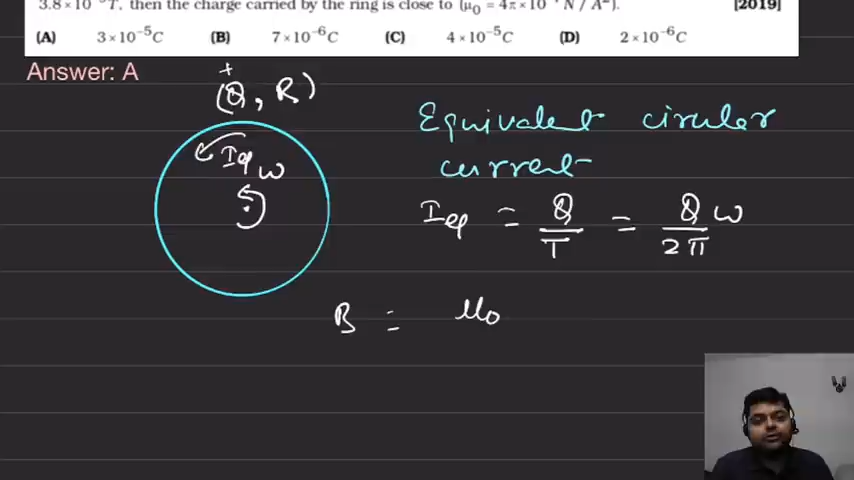 3.8×10 T, then the charge carried by the ring is close to (μ₀ = 4π×10 N / A²). [2019]
(A) 3×10⁻⁵C (B) 7×10⁻⁶C (C) 4×10⁻⁵C (D) 2×10⁻⁶C
Answer: A
+
(Q, R)
Equivalent circular
current
Ieq ω
Ieq = Q/T = Qω/2π
B = μ₀